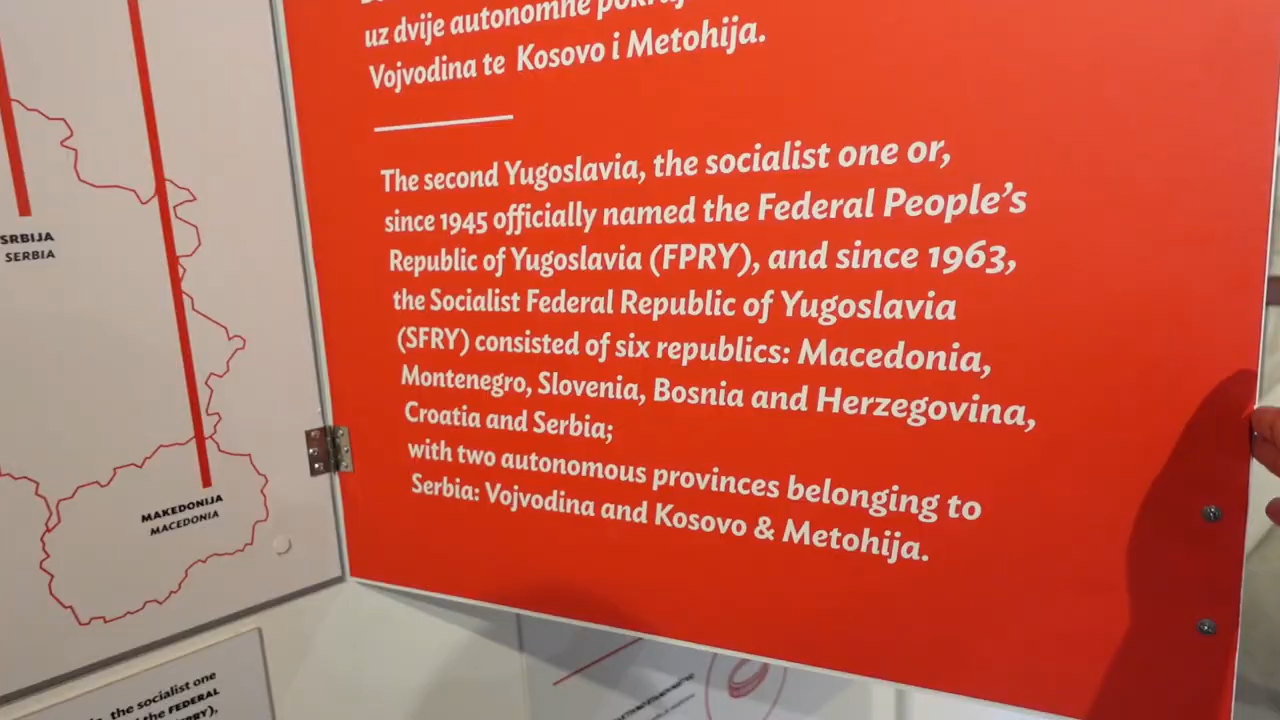 uz dvije autonomne
Vojvodina te Kosovo i Metohija.
The second Yugoslavia, the socialist one or,
since 1945 officially named the Federal People's
Republic of Yugoslavia (FPRY), and since 1963,
the Socialist Federal Republic of Yugoslavia
(SFRY) consisted of six republics: Macedonia,
Montenegro, Slovenia, Bosnia and Herzegovina,
Croatia and Serbia;
with two autonomous provinces belonging to
Serbia: Vojvodina and Kosovo & Metohija.
SRBIJA
SERBIA
MAKEDONIJA
MACEDONIA
the socialist one
the FEDERAL